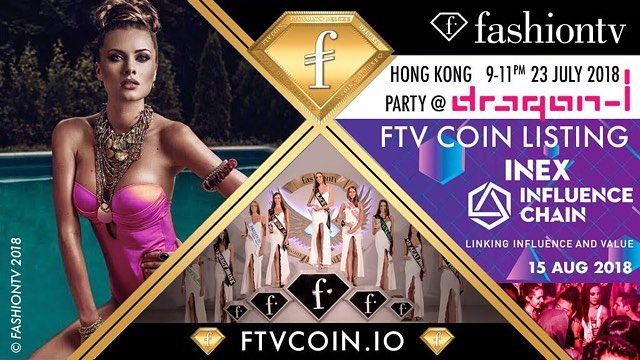 fashiontv
HONG KONG 9-11PM 23 JULY 2018
PARTY @ dragon-i
FTV COIN LISTING
INEX
INFLUENCE
CHAIN
LINKING INFLUENCE AND VALUE
15 AUG 2018
fashiontv
FTVCOIN.IO
© FASHIONTV 2018